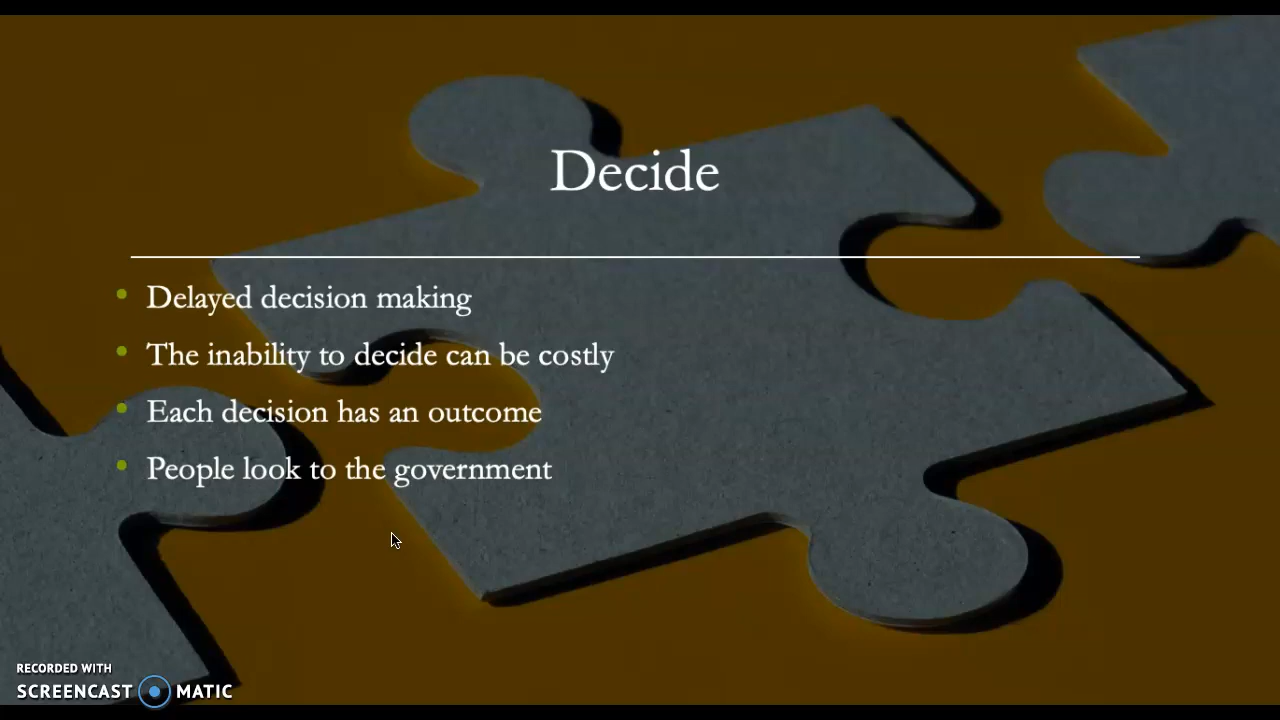 Decide
Delayed decision making
The inability to decide can be costly
Each decision has an outcome
People look to the government
RECORDED WITH
SCREENCAST MATIC